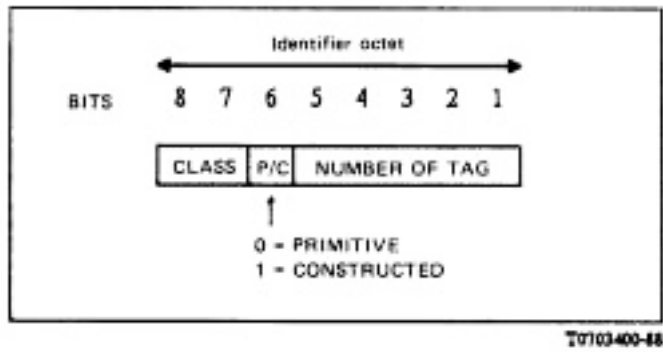 Identifier octet
BITS 8 7 6 5 4 3 2 1
CLASS P/C NUMBER OF TAG
0 - PRIMITIVE
1 - CONSTRUCTED
T0703400-88